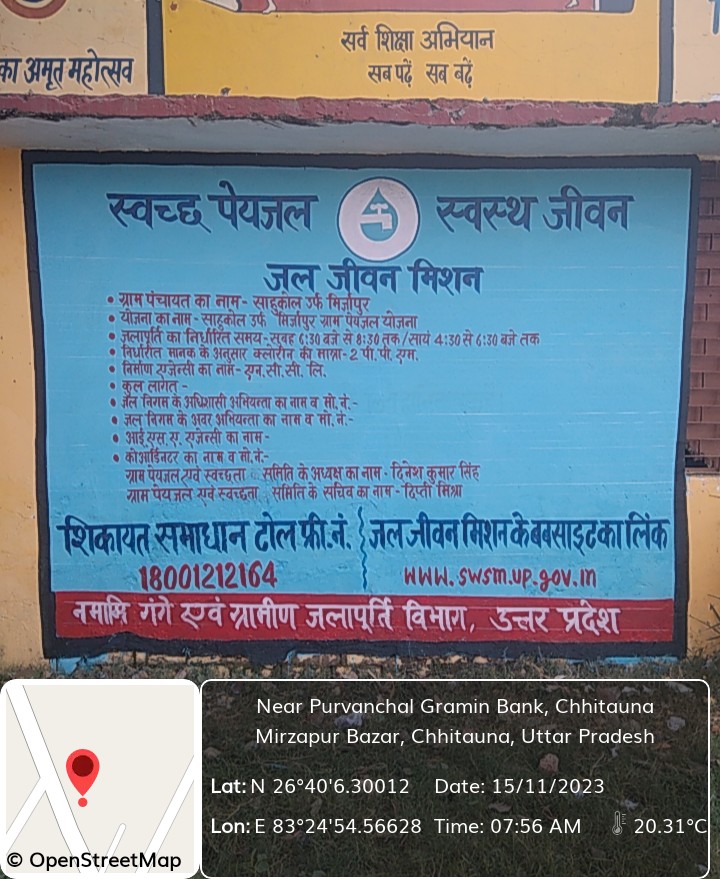 सर्व शिक्षा अभियान
सब पढ़ें सब बढ़ें
का अमृत महोत्सव
स्वच्छ पेयजल स्वस्थ जीवन
जल जीवन मिशन
• ग्राम पंचायत का नाम- साहुकोल उर्फ मिर्जापुर
• योजना का नाम- साहुकोल उर्फ मिर्जापुर ग्राम पेयजल योजना
• जलापूर्ति का निर्धारित समय- सुबह 6:30 बजे से 8:30 तक/सायं 4:30 से 6:30 बजे तक
• निर्धारित मानक के अनुसार क्लोरीन की मात्रा-2 पी.पी.एम.
• निर्माण एजेन्सी का नाम- एन.सी.सी. लि.
• कुल लागत -
• जल निगम के अधिशासी अभियन्ता का नाम व मो.नं.-
• जल निगम के अवर अभियन्ता का नाम व मो.नं.-
• आई.एस.ए. एजेन्सी का नाम-
• कोआर्डिनेटर का नाम व मो.नं.-
ग्राम पेयजल एवं स्वच्छता समिति के अध्यक्ष का नाम- दिनेश कुमार सिंह
ग्राम पेयजल एवं स्वच्छता समिति के सचिव का नाम-दिप्ती मिश्रा
शिकायत समाधान टोल फ्री.नं. जल जीवन मिशन के बबसाइट का लिंक
18001212164 www.swsm.up.gov.in
नमामि गंगे एवं ग्रामीण जलापूर्ति विभाग, उत्तर प्रदेश
Near Purvanchal Gramin Bank, Chhitauna
Mirzapur Bazar, Chhitauna, Uttar Pradesh
Lat: N 26°40'6.30012 Date: 15/11/2023
Lon: E 83°24'54.56628 Time: 07:56 AM 20.31°C
© OpenStreetMap